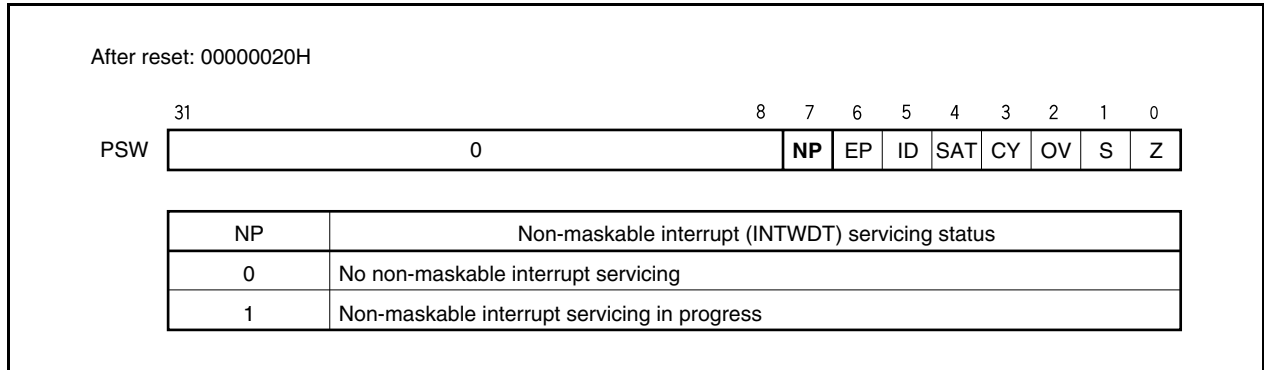 After reset: 00000020H
31 8 7 6 5 4 3 2 1 0
PSW 0 NP EP ID SAT CY OV S Z
NP Non-maskable interrupt (INTWDT) servicing status
0 No non-maskable interrupt servicing
1 Non-maskable interrupt servicing in progress